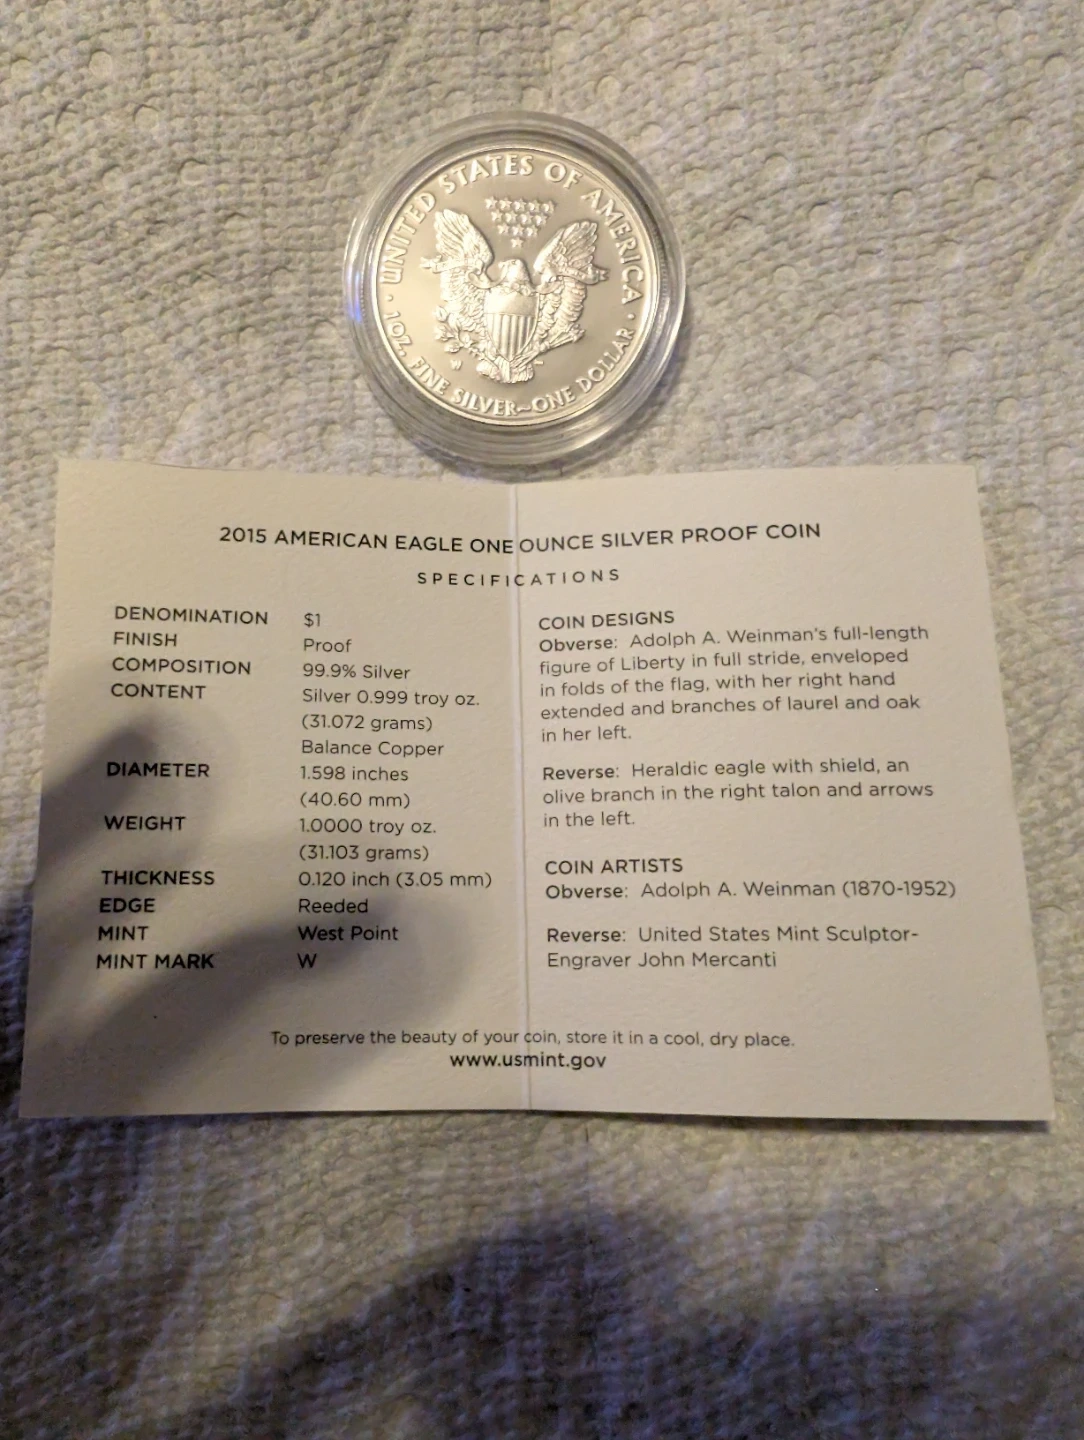 UNITED STATES OF AMERICA
1 OZ. FINE SILVER~ONE DOLLAR
W
2015 AMERICAN EAGLE ONE OUNCE SILVER PROOF COIN
SPECIFICATIONS
DENOMINATION $1
FINISH Proof
COMPOSITION 99.9% Silver
CONTENT Silver 0.999 troy oz.
(31.072 grams)
Balance Copper
DIAMETER 1.598 inches
(40.60 mm)
WEIGHT 1.0000 troy oz.
(31.103 grams)
THICKNESS 0.120 inch (3.05 mm)
EDGE Reeded
MINT West Point
MINT MARK W
COIN DESIGNS
Obverse: Adolph A. Weinman's full-length
figure of Liberty in full stride, enveloped
in folds of the flag, with her right hand
extended and branches of laurel and oak
in her left.
Reverse: Heraldic eagle with shield, an
olive branch in the right talon and arrows
in the left.
COIN ARTISTS
Obverse: Adolph A. Weinman (1870-1952)
Reverse: United States Mint Sculptor-
Engraver John Mercanti
To preserve the beauty of your coin, store it in a cool, dry place.
www.usmint.gov